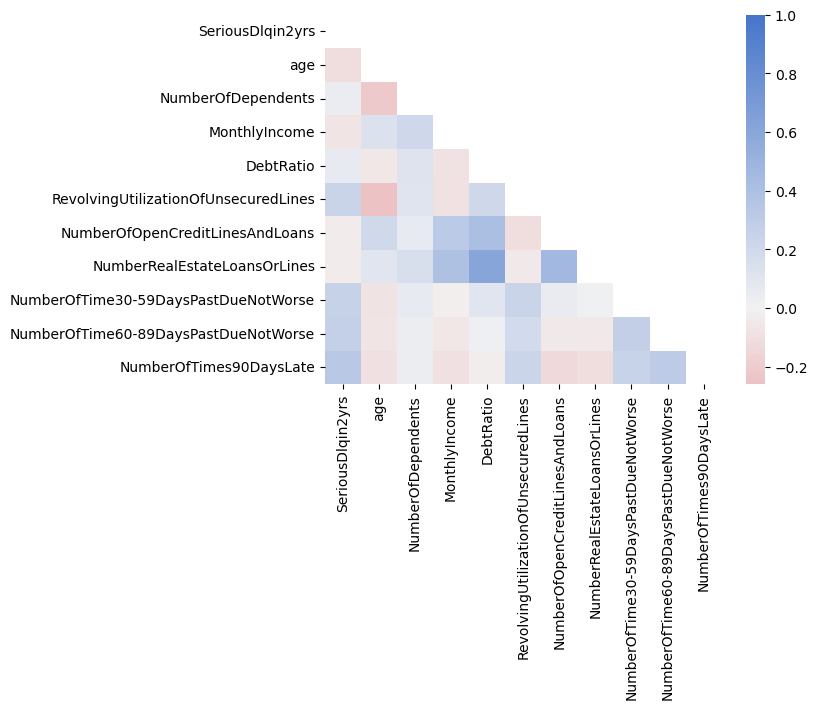 SeriousDlqin2yrs
age
NumberOfDependents
MonthlyIncome
DebtRatio
RevolvingUtilizationOfUnsecuredLines
NumberOfOpenCreditLinesAndLoans
NumberRealEstateLoansOrLines
NumberOfTime30-59DaysPastDueNotWorse
NumberOfTime60-89DaysPastDueNotWorse
NumberOfTimes90DaysLate
SeriousDlqin2yrs
age
NumberOfDependents
MonthlyIncome
DebtRatio
RevolvingUtilizationOfUnsecuredLines
NumberOfOpenCreditLinesAndLoans
NumberRealEstateLoansOrLines
NumberOfTime30-59DaysPastDueNotWorse
NumberOfTime60-89DaysPastDueNotWorse
NumberOfTimes90DaysLate
1.0
0.8
0.6
0.4
0.2
0.0
−0.2